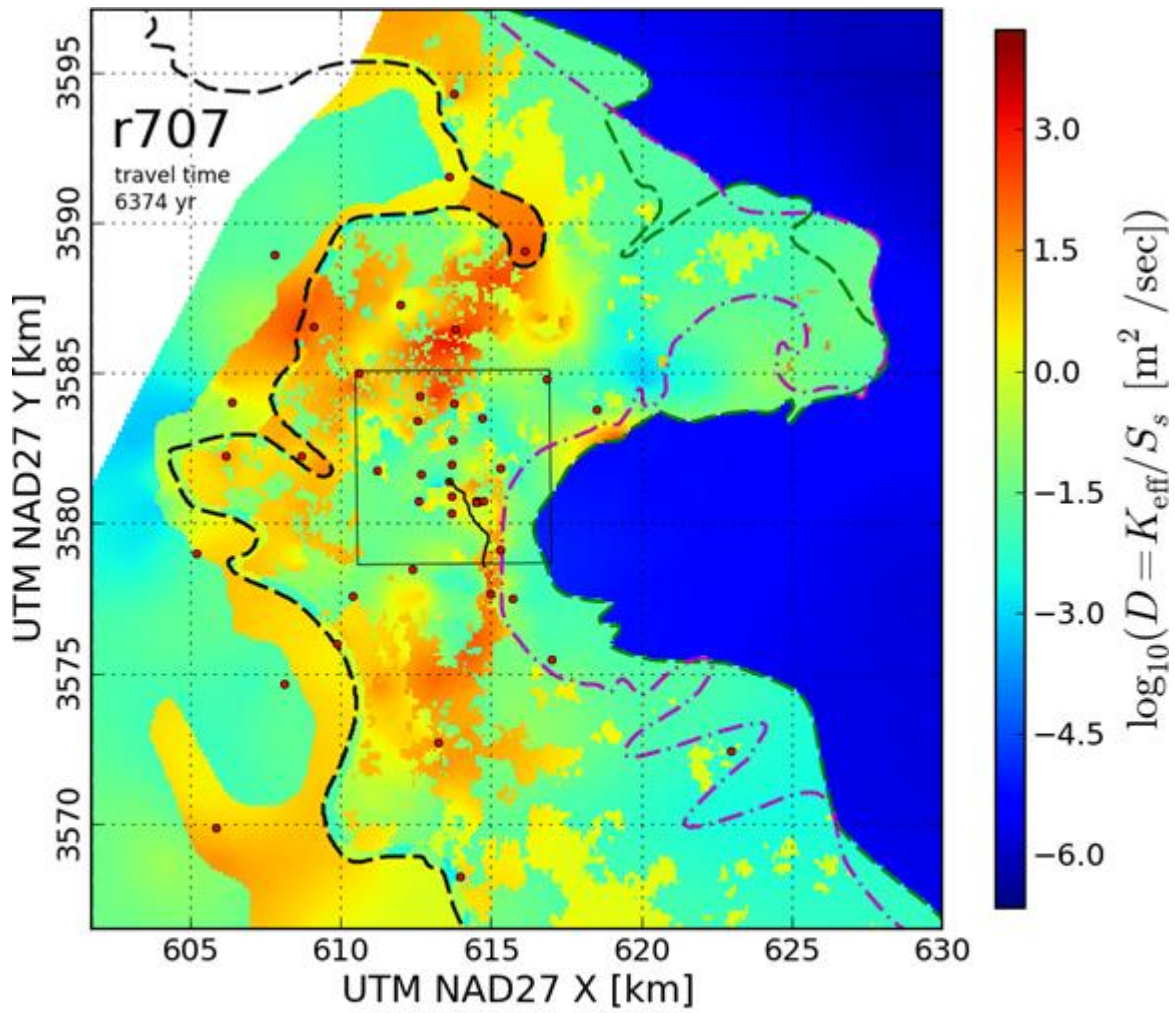 r707
travel time
6374 yr
3595
3590
3585
3580
3575
3570
UTM NAD27 Y [km]
605 610 615 620 625 630
UTM NAD27 X [km]
3.0
1.5
0.0
−1.5
−3.0
−4.5
−6.0
log₁₀(D = K_eff/S_s [m² /sec])